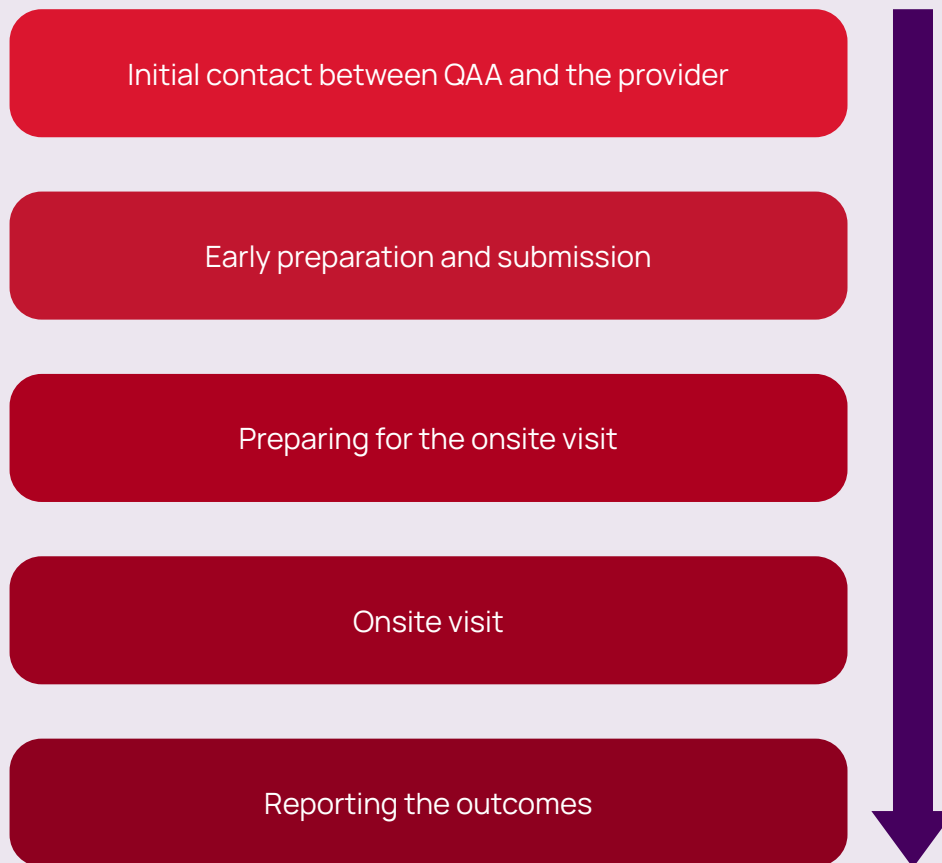 Initial contact between QAA and the provider
Early preparation and submission
Preparing for the onsite visit
Onsite visit
Reporting the outcomes